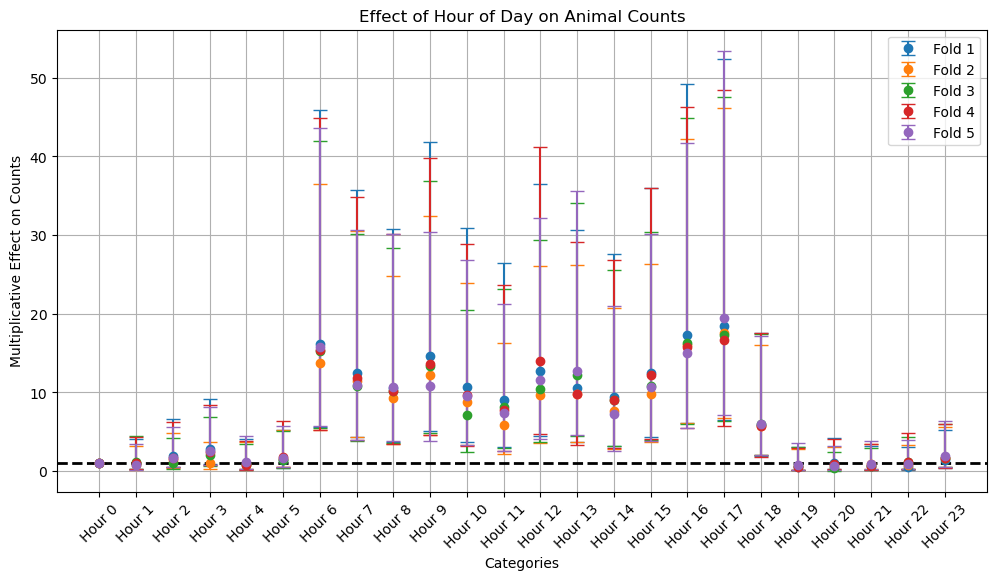 Effect of Hour of Day on Animal Counts
Multiplicative Effect on Counts
50
40
30
20
10
0
Fold 1
Fold 2
Fold 3
Fold 4
Fold 5
Hour 0
Hour 1
Hour 2
Hour 3
Hour 4
Hour 5
Hour 6
Hour 7
Hour 8
Hour 9
Hour 10
Hour 11
Hour 12
Hour 13
Hour 14
Hour 15
Hour 16
Hour 17
Hour 18
Hour 19
Hour 20
Hour 21
Hour 22
Hour 23
Categories